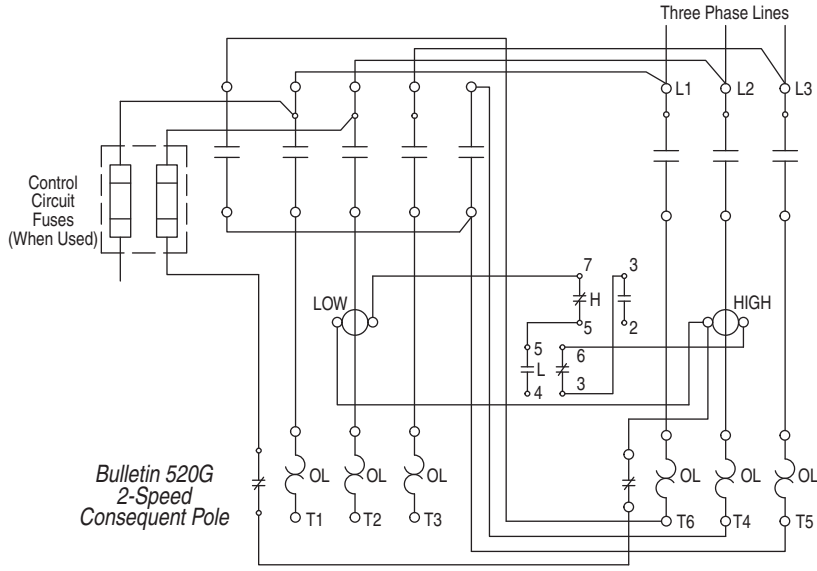 Three Phase Lines
L1
L2
L3
Control
Circuit
Fuses
(When Used)
LOW
7
H
5
3
2
HIGH
5
L
4
6
3
Bulletin 520G
2-Speed
Consequent Pole
OL
OL
OL
OL
OL
OL
T1
T2
T3
T6
T4
T5